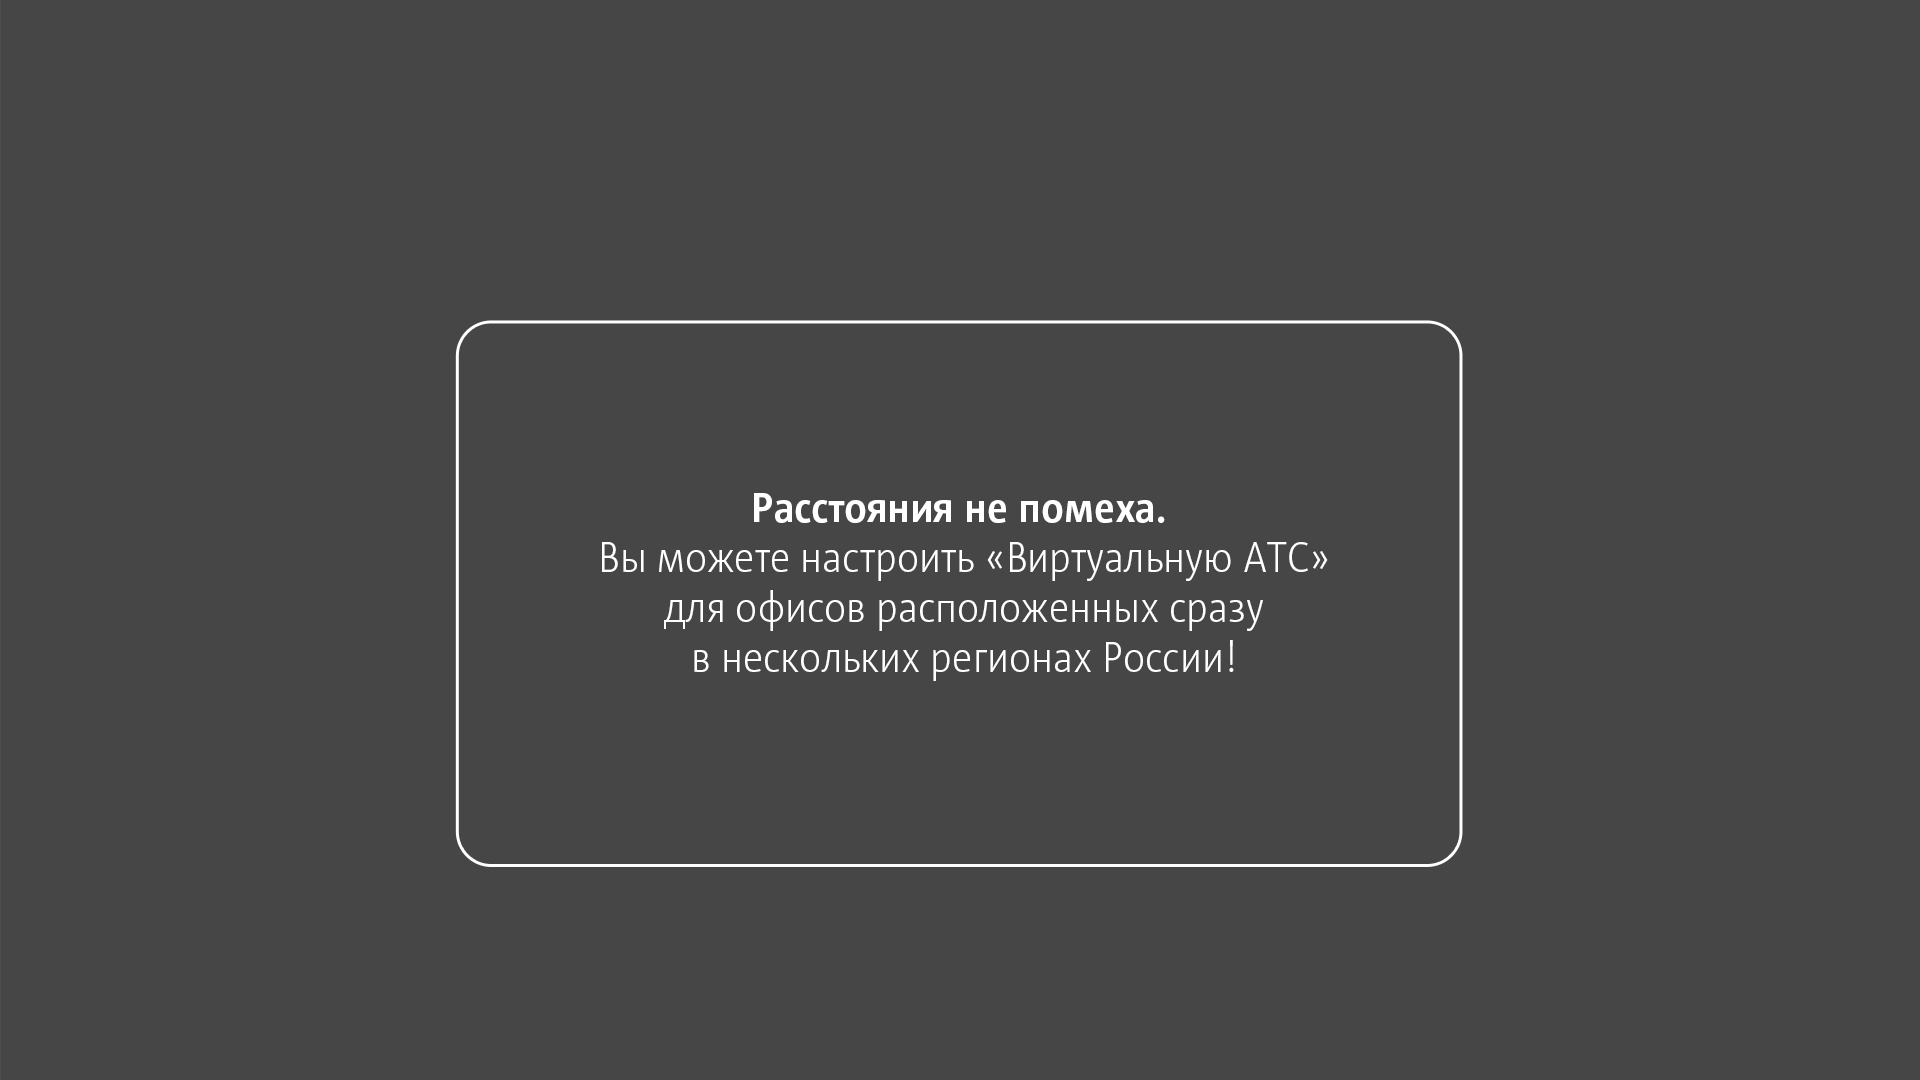 Расстояния не помеха.
Вы можете настроить «Виртуальную АТС»
для офисов расположенных сразу
в нескольких регионах России!